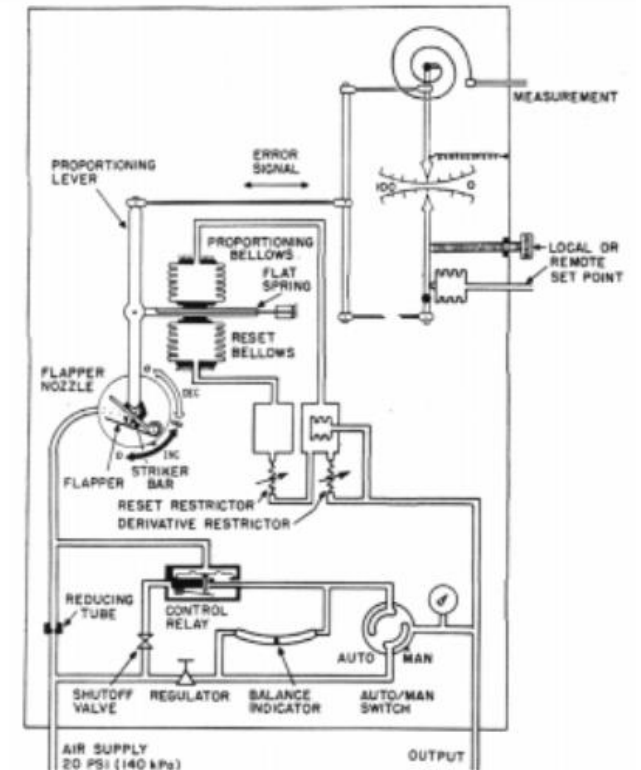 MEASUREMENT
PROPORTIONING
LEVER
ERROR
SIGNAL
100
0
PROPORTIONING
BELLOWS
FLAT
SPRING
LOCAL OR
REMOTE
SET POINT
RESET
BELLOWS
FLAPPER
NOZZLE
DEC
INC
STRIKER
BAR
FLAPPER
RESET RESTRICTOR
DERIVATIVE RESTRICTOR
REDUCING
TUBE
CONTROL
RELAY
AUTO
MAN
SHUTOFF
VALVE
REGULATOR
BALANCE
INDICATOR
AUTO/MAN
SWITCH
AIR SUPPLY
20 PSI (140 kPa)
OUTPUT